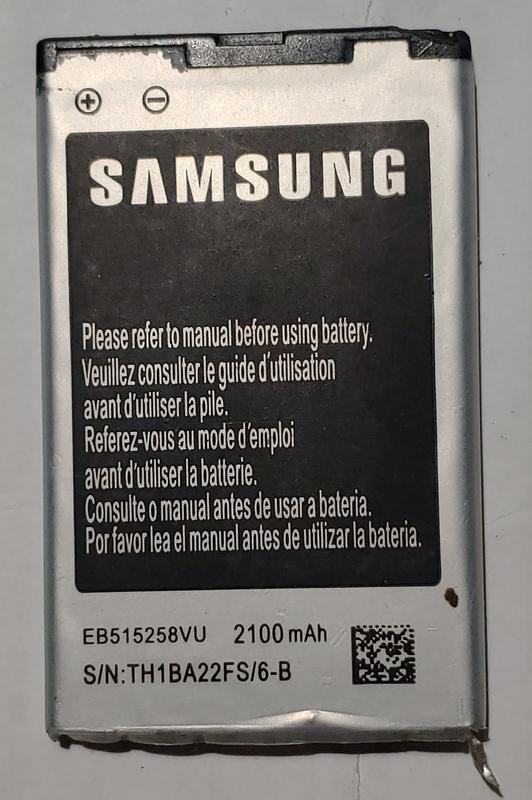 + −
SAMSUNG
Please refer to manual before using battery.
Veuillez consulter le guide d'utilisation
avant d'utiliser la pile.
Referez-vous au mode d'emploi
avant d'utiliser la batterie.
Consulte o manual antes de usar a bateria.
Por favor lea el manual antes de utilizar la bateria.
EB515258VU 2100 mAh
S/N:TH1BA22FS/6-B